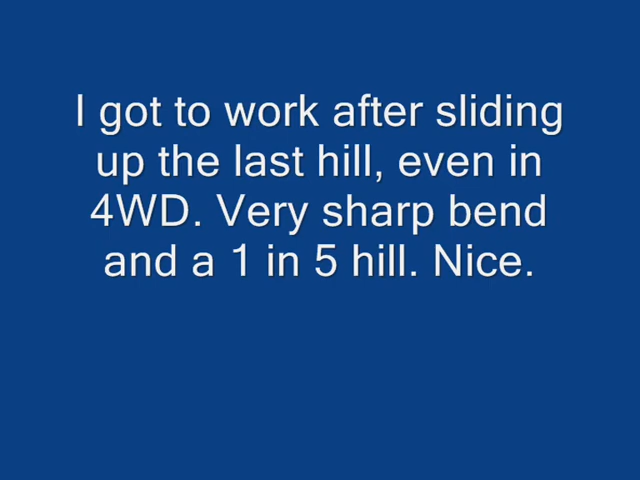 I got to work after sliding
up the last hill, even in
4WD. Very sharp bend
and a 1 in 5 hill. Nice.